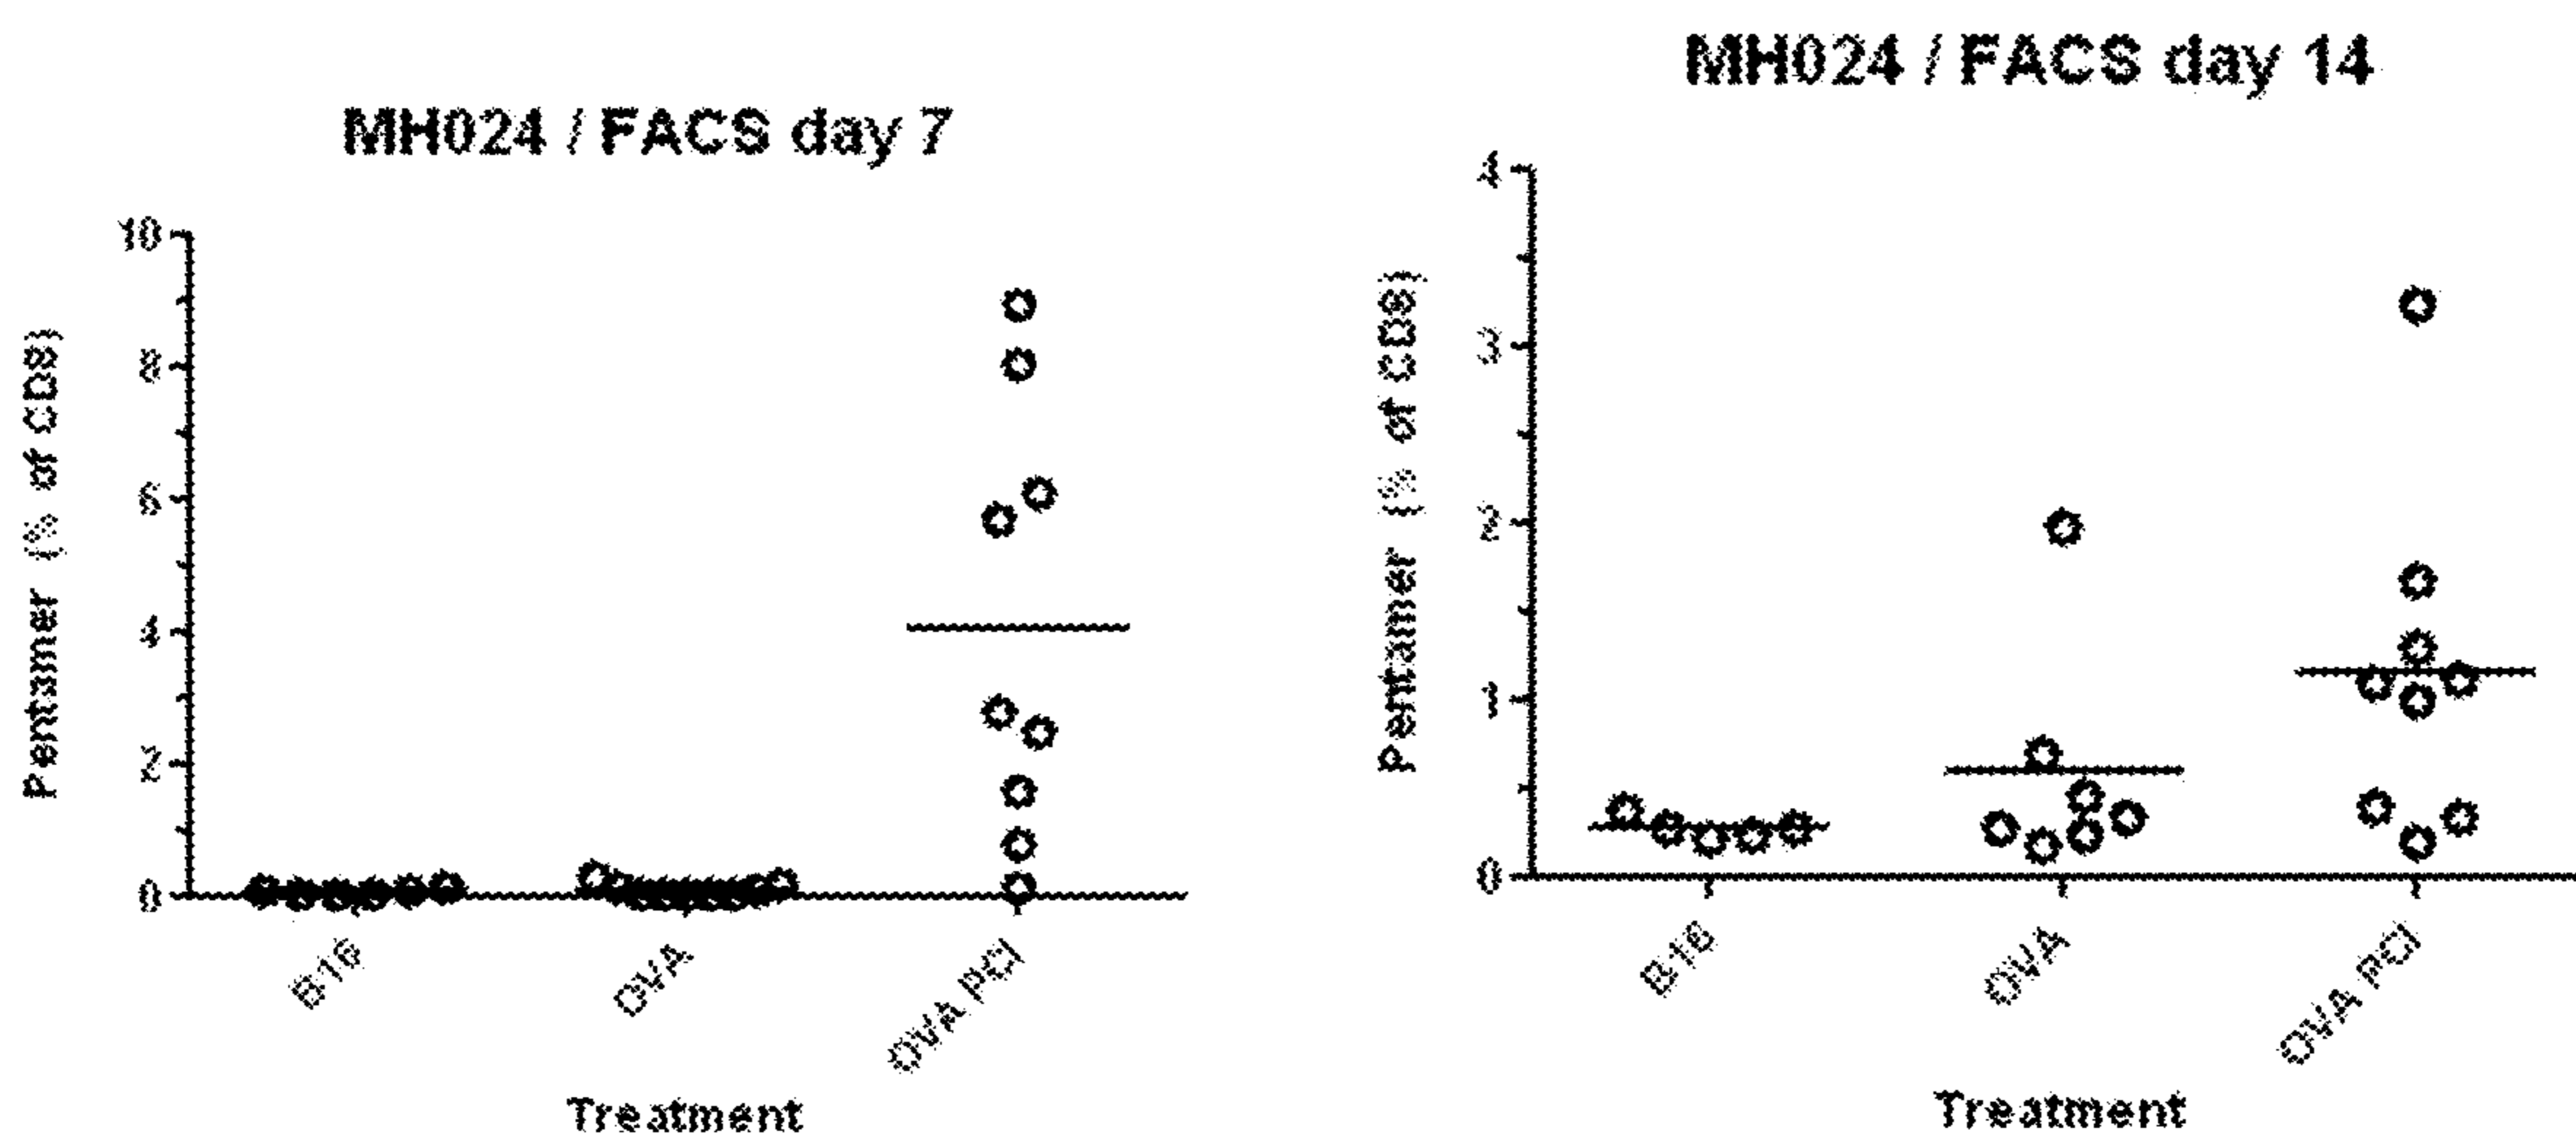 MH024 / FACS day 7
Pentamer (% of CD8)
10
8
6
4
2
0
B16
OVA
OVA PCI
Treatment
MH024 / FACS day 14
Pentamer (% of CD8)
4
3
2
1
0
B16
OVA
OVA PCI
Treatment